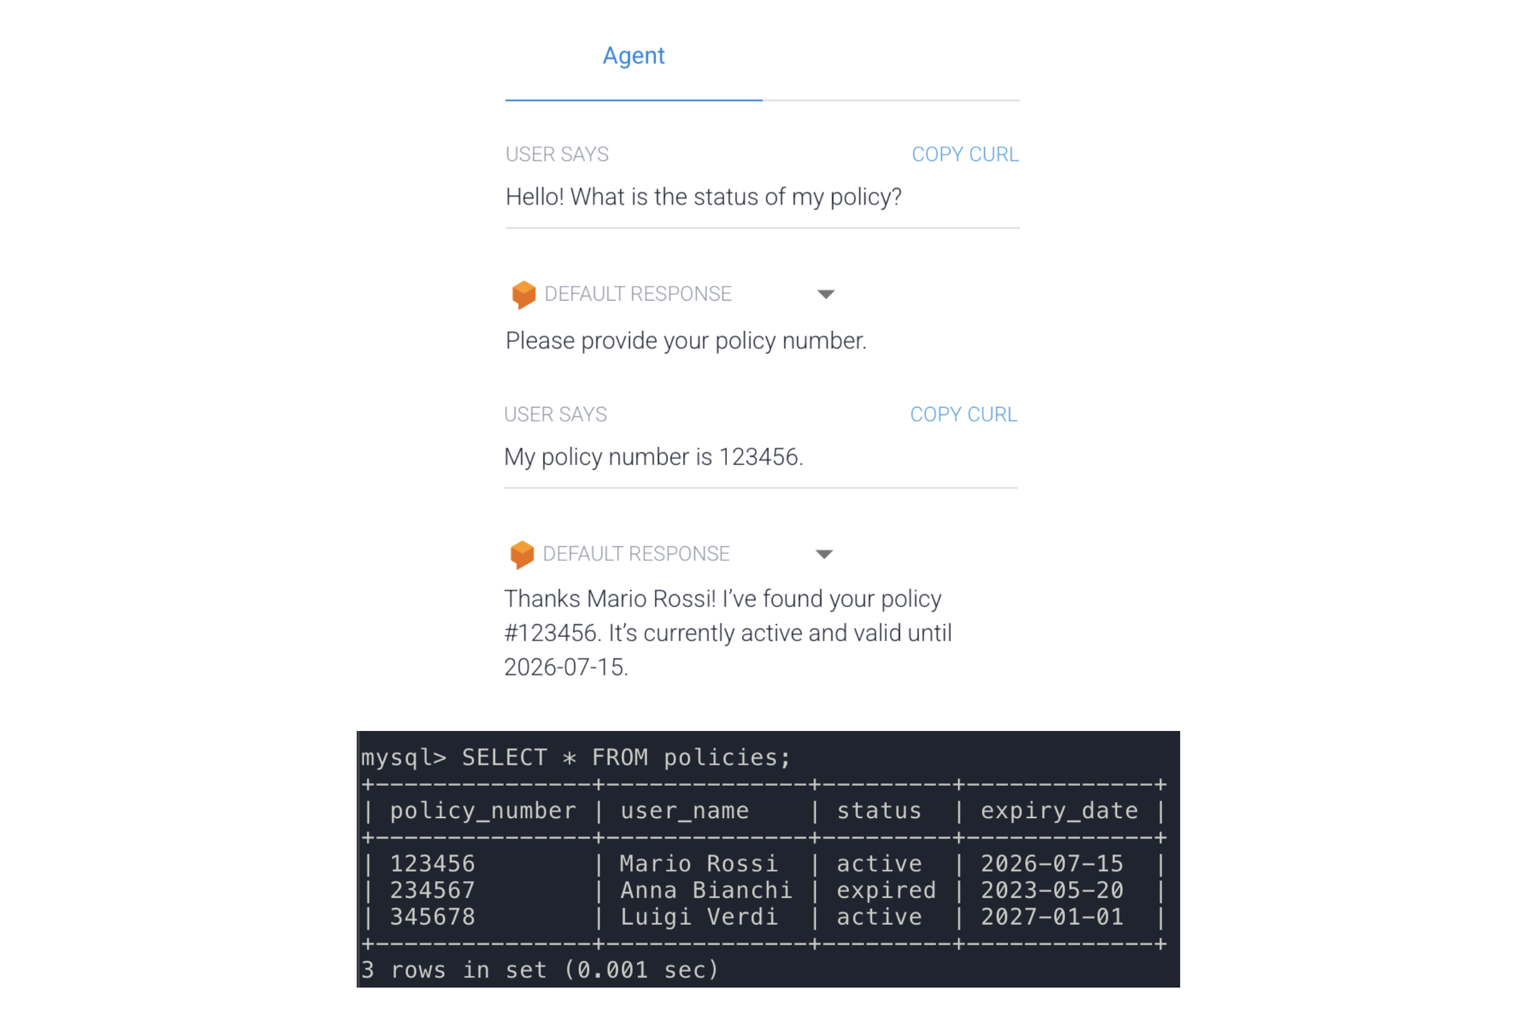 Agent
USER SAYS COPY CURL
Hello! What is the status of my policy?
DEFAULT RESPONSE
Please provide your policy number.
USER SAYS COPY CURL
My policy number is 123456.
DEFAULT RESPONSE
Thanks Mario Rossi! I’ve found your policy
#123456. It’s currently active and valid until
2026-07-15.
mysql> SELECT * FROM policies;
+---------------+--------------+---------+-------------+
| policy_number | user_name    | status  | expiry_date |
+---------------+--------------+---------+-------------+
| 123456        | Mario Rossi  | active  | 2026-07-15  |
| 234567        | Anna Bianchi | expired | 2023-05-20  |
| 345678        | Luigi Verdi  | active  | 2027-01-01  |
+---------------+--------------+---------+-------------+
3 rows in set (0.001 sec)